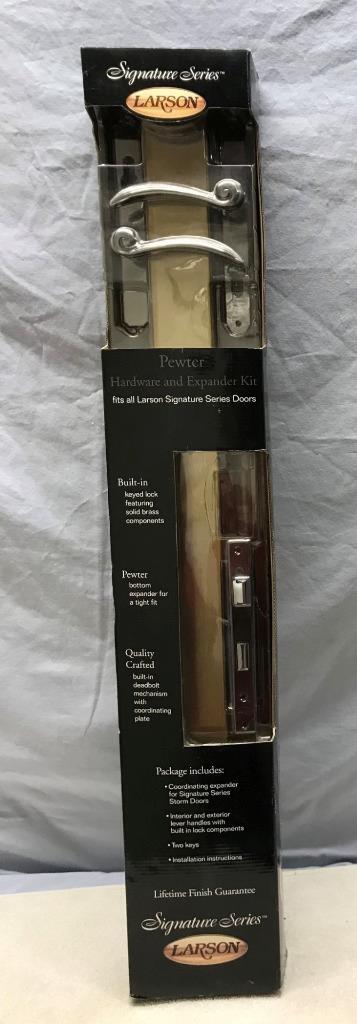 Signature Series™
LARSON
Pewter
Hardware and Expander Kit
fits all Larson Signature Series Doors
Built-in
keyed lock
featuring
solid brass
components
Pewter
bottom
expander for
a tight fit
Quality
Crafted
built-in
deadbolt
mechanism
with
coordinating
plate
Package includes:
• Coordinating expander
for Signature Series
Storm Doors
• Interior and exterior
lever handles with
built in lock components
• Two keys
• Installation instructions
Lifetime Finish Guarantee
Signature Series™
LARSON